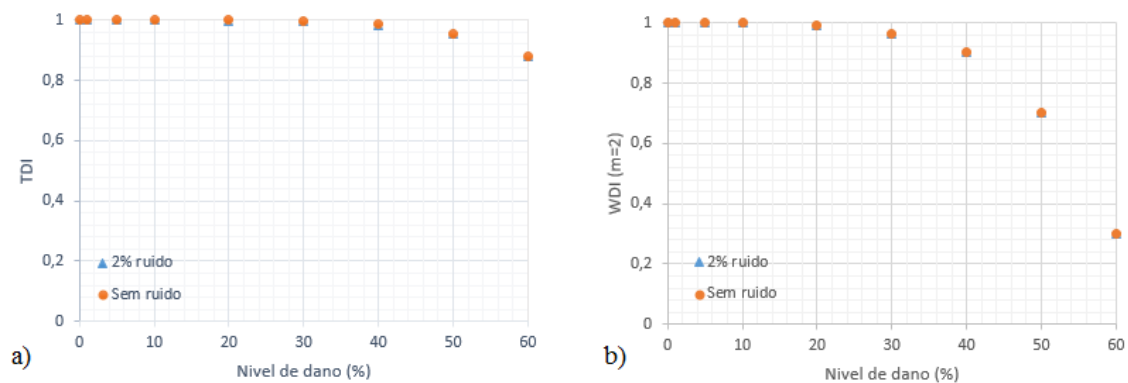 1
0,8
0,6
0,4
0,2
0
TDI
2% ruido
Sem ruido
0 10 20 30 40 50 60
Nivel de dano (%)
a)
1
0,8
0,6
0,4
0,2
0
WDI (m=2)
2% ruido
Sem ruido
0 10 20 30 40 50 60
Nivel de dano (%)
b)